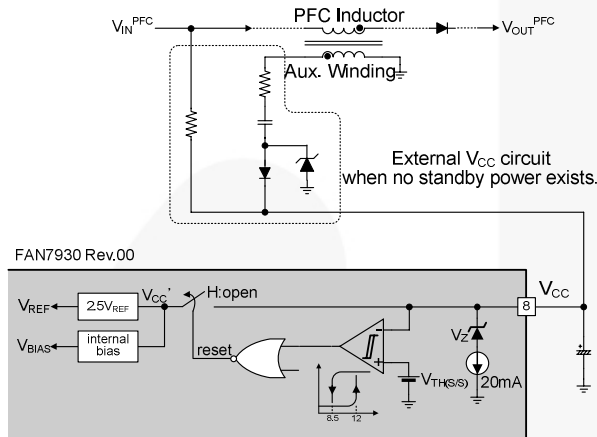 PFC Inductor
V_IN^PFC
V_OUT^PFC
Aux. Winding
External V_CC circuit
when no standby power exists.
FAN7930 Rev.00
V_REF
2.5V_REF
V_CC'
H:open
8
V_CC
V_BIAS
internal
bias
reset
V_Z
V_TH(S/S)
20mA
8.5
12